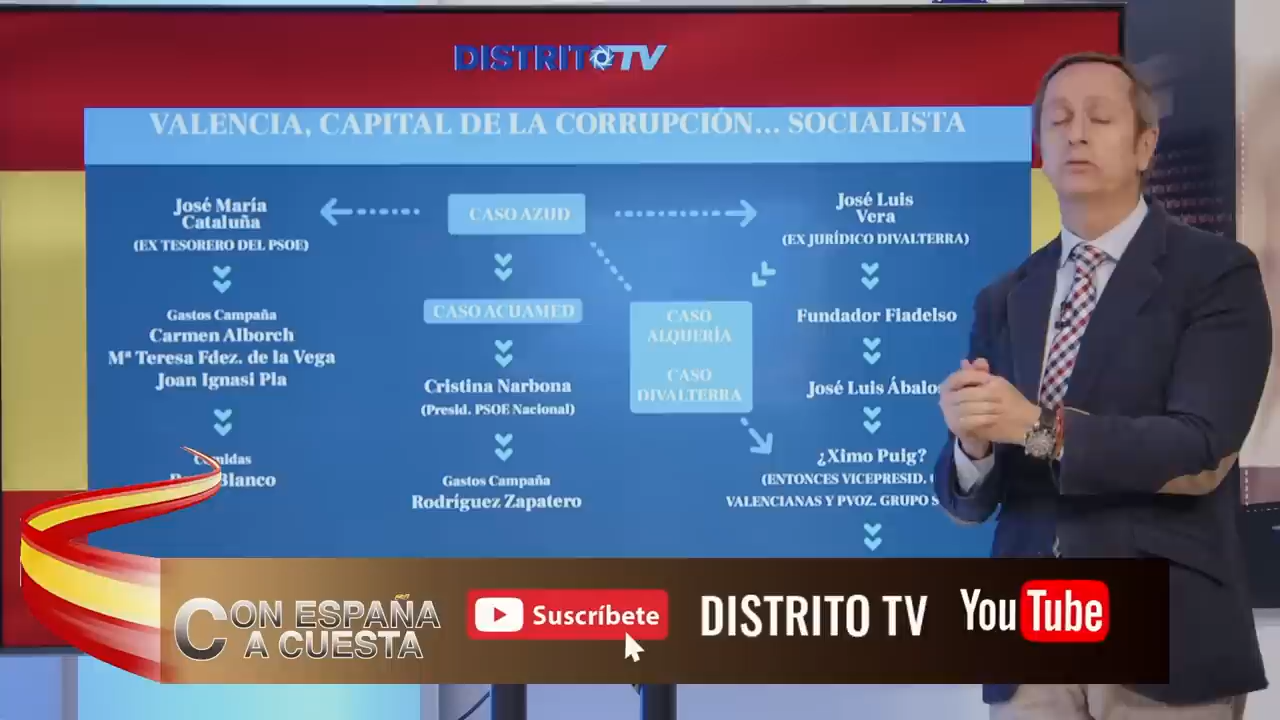 DISTRITO TV
VALENCIA, CAPITAL DE LA CORRUPCIÓN... SOCIALISTA
José María
Cataluña
(EX TESORERO DEL PSOE)
Gastos Campaña
Carmen Alborch
Mª Teresa Fdez. de la Vega
Joan Ignasi Pla
Blanco
CASO AZUD
CASO ACUAMED
Cristina Narbona
(Presid. PSOE Nacional)
Gastos Campaña
Rodríguez Zapatero
CASO
ALQUERÍA
CASO
DIVALTERRA
José Luis
Vera
(EX JURÍDICO DIVALTERRA)
Fundador Fiadelso
José Luis Ábalos
¿Ximo Puig?
(ENTONCES VICEPRESID.
VALENCIANAS Y PVOZ. GRUPO
CON ESPAÑA
A CUESTA
Suscríbete
DISTRITO TV
YouTube